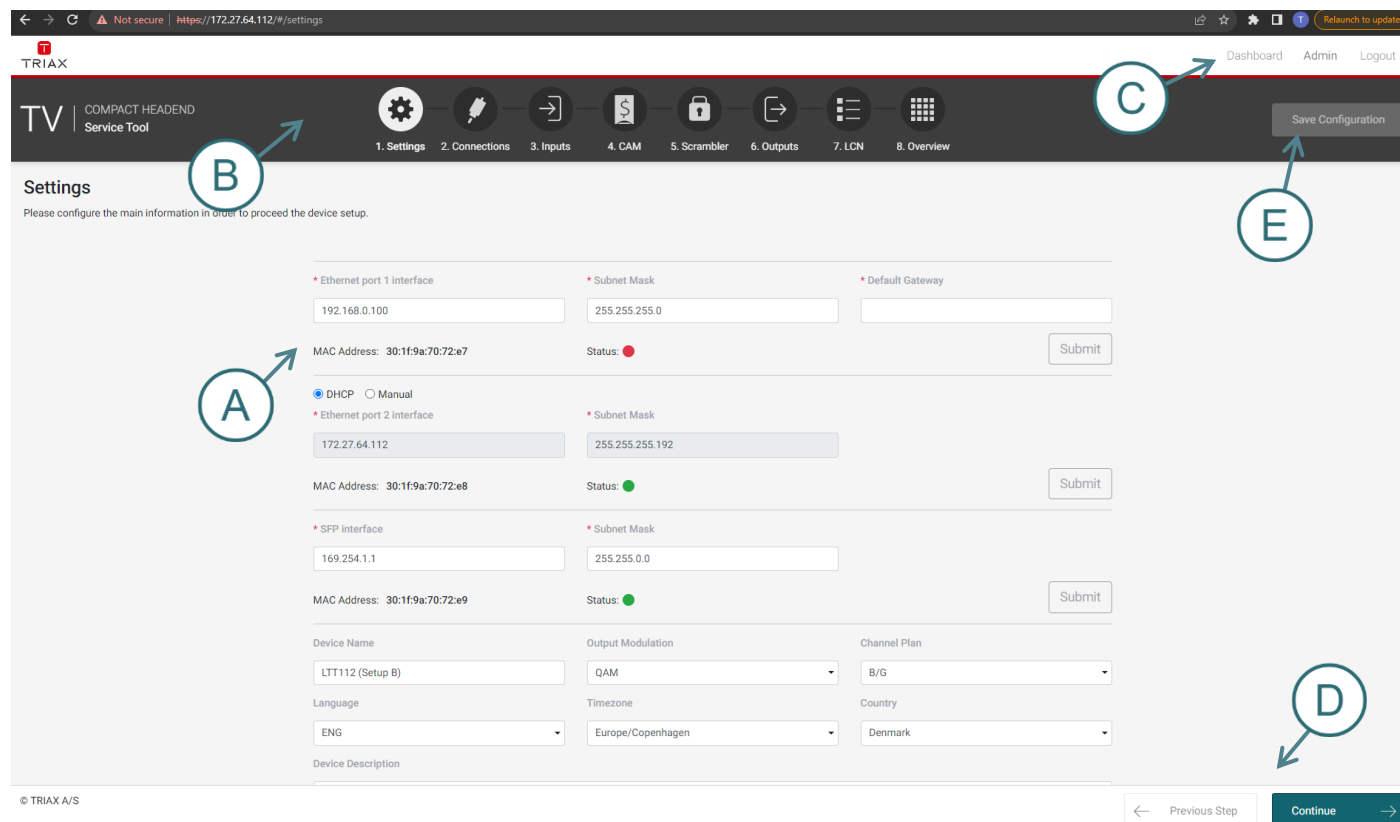 Not secure | https://172.27.64.112/#/settings
T
Relaunch to update
T
TRIAX
Dashboard Admin Logout
C
TV | COMPACT HEADEND
Service Tool
$
Save Configuration
1. Settings 2. Connections 3. Inputs 4. CAM 5. Scrambler 6. Outputs 7. LCN 8. Overview
B
E
Settings
Please configure the main information in order to proceed the device setup.
* Ethernet port 1 interface * Subnet Mask * Default Gateway
192.168.0.100 255.255.255.0
MAC Address: 30:1f:9a:70:72:e7 Status: Submit
A
DHCP Manual
* Ethernet port 2 interface * Subnet Mask
172.27.64.112 255.255.255.192
MAC Address: 30:1f:9a:70:72:e8 Status: Submit
* SFP interface * Subnet Mask
169.254.1.1 255.255.0.0
MAC Address: 30:1f:9a:70:72:e9 Status: Submit
Device Name Output Modulation Channel Plan
LTT112 (Setup B) QAM B/G
D
Language Timezone Country
ENG Europe/Copenhagen Denmark
Device Description
© TRIAX A/S
Previous Step Continue